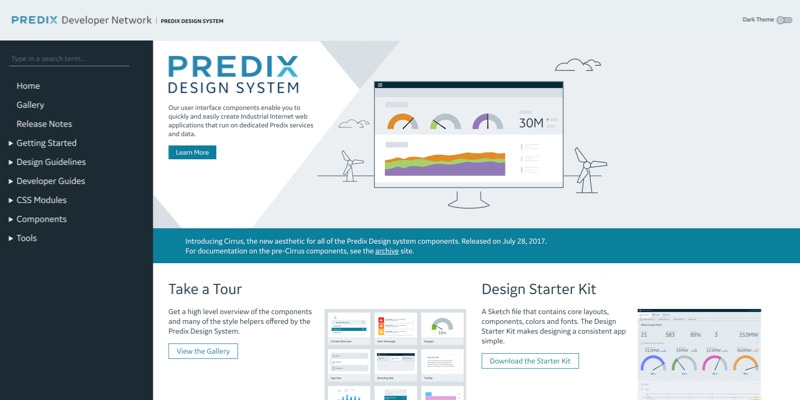 PREDIX Developer Network | PREDIX DESIGN SYSTEM
Dark Theme
Type in a search term...
Home
Gallery
Release Notes
Getting Started
Design Guidelines
Developer Guides
CSS Modules
Components
Tools
PREDIX
DESIGN SYSTEM
Our user interface components enable you to
quickly and easily create Industrial Internet web
applications that run on dedicated Predix services
and data.
Learn More
30M
Introducing Cirrus, the new aesthetic for all of the Predix Design system components. Released on July 28, 2017.
For documentation on the pre-Cirrus components, see the archive site.
Take a Tour
Get a high level overview of the components
and many of the style helpers offered by the
Predix Design System.
View the Gallery
Design Starter Kit
A Sketch file that contains core layouts,
components, colors and fonts. The Design
Starter Kit makes designing a consistent app
simple.
Download the Starter Kit
21 583 89% 3 153MW